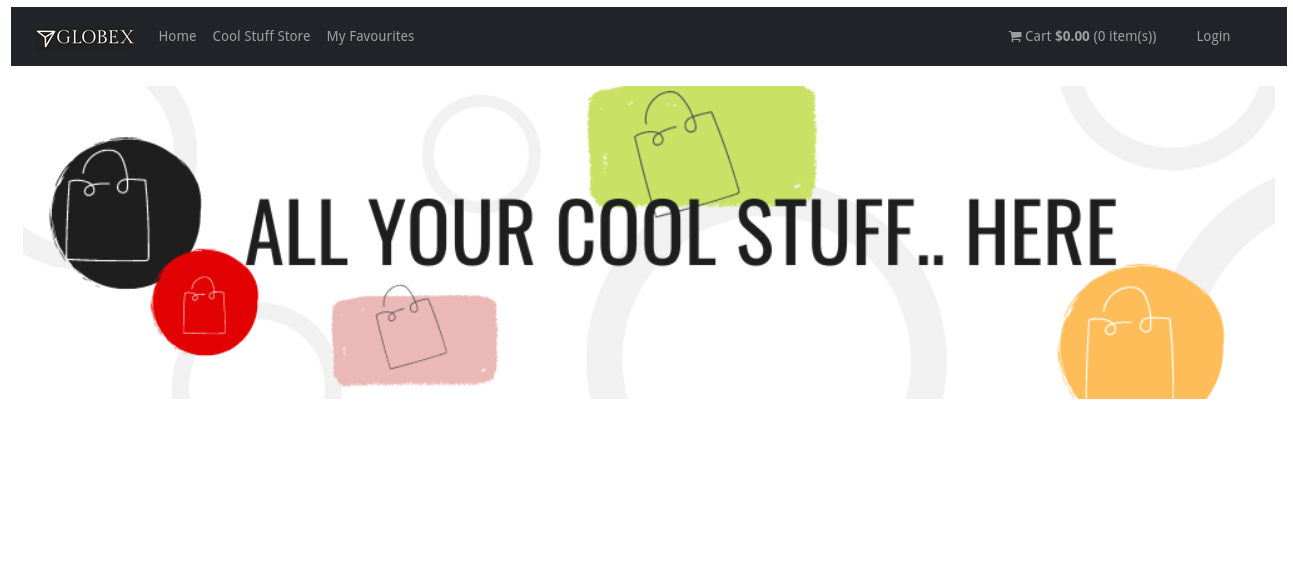 GLOBEX Home Cool Stuff Store My Favourites Cart $0.00 (0 item(s)) Login
ALL YOUR COOL STUFF.. HERE